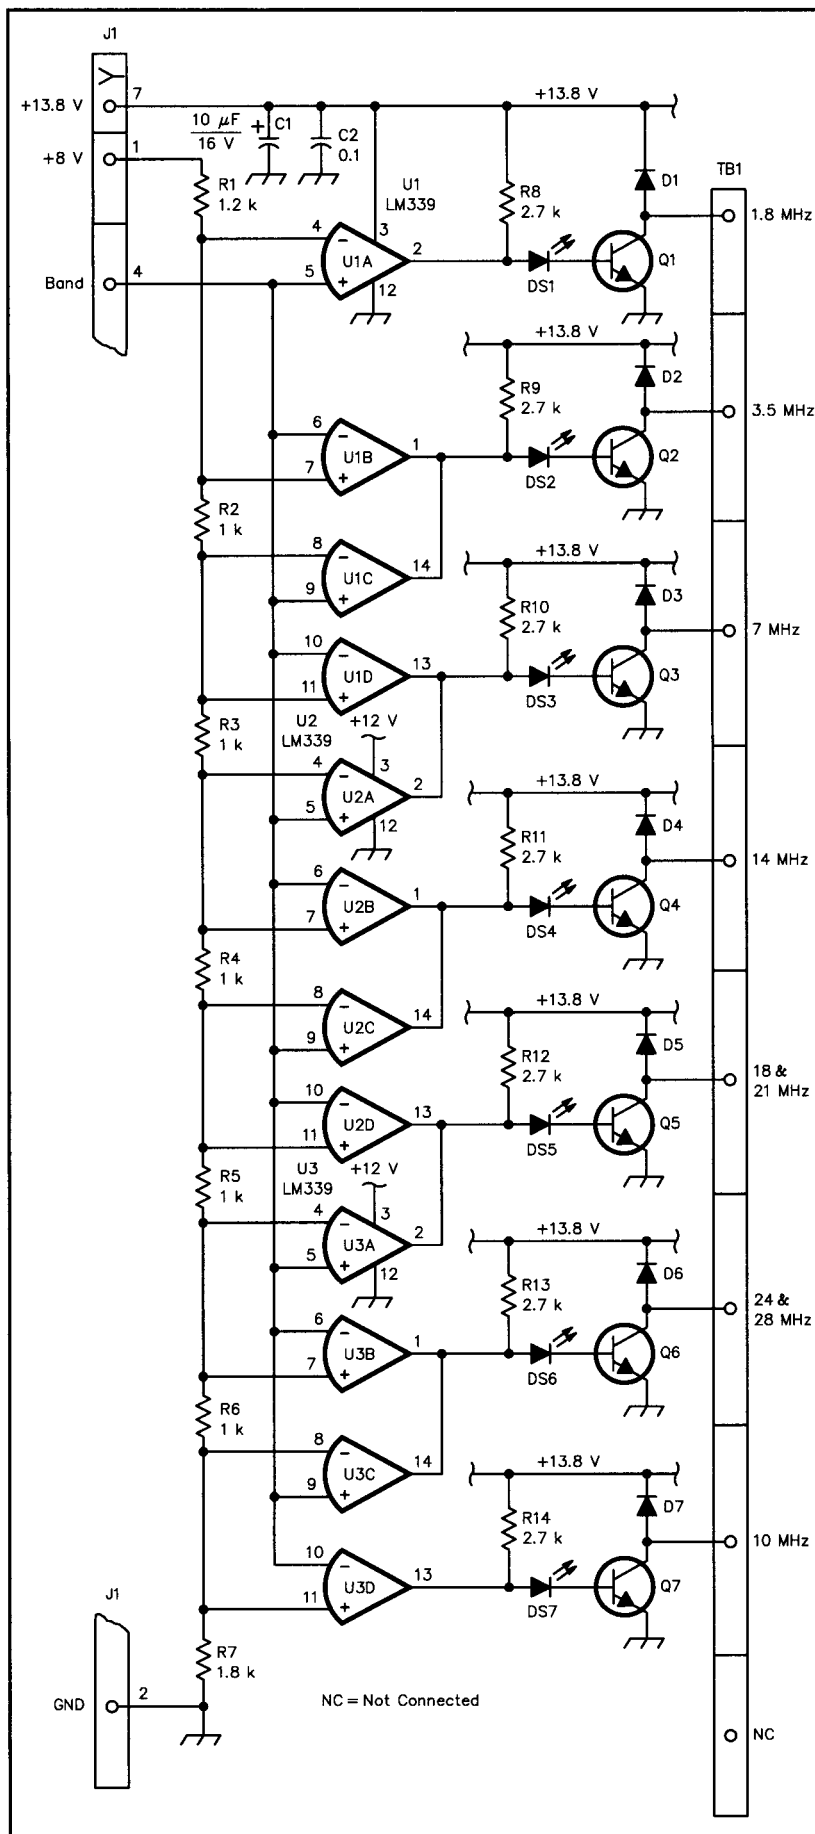 J1
+13.8 V
7
+8 V
1
10 μF
16 V
+
C1
C2
0.1
+13.8 V
TB1
R1
1.2 k
U1
LM339
R8
2.7 k
D1
1.8 MHz
4
−
3
U1A
2
5
+
12
DS1
Q1
Band
4
+13.8 V
R9
2.7 k
D2
3.5 MHz
6
−
U1B
1
7
+
DS2
Q2
R2
1 k
8
−
U1C
14
9
+
+13.8 V
R10
2.7 k
D3
7 MHz
10
−
U1D
13
11
+
DS3
Q3
R3
1 k
U2
LM339
+12 V
4
−
3
U2A
2
5
+
12
+13.8 V
R11
2.7 k
D4
14 MHz
6
−
U2B
1
7
+
DS4
Q4
R4
1 k
8
−
U2C
14
9
+
+13.8 V
R12
2.7 k
D5
18 &
21 MHz
10
−
U2D
13
11
+
DS5
Q5
R5
1 k
U3
LM339
+12 V
4
−
3
U3A
2
5
+
12
+13.8 V
R13
2.7 k
D6
24 &
28 MHz
6
−
U3B
1
7
+
DS6
Q6
R6
1 k
8
−
U3C
14
9
+
+13.8 V
R14
2.7 k
D7
10 MHz
10
−
U3D
13
11
+
DS7
Q7
J1
R7
1.8 k
GND
2
NC = Not Connected
NC